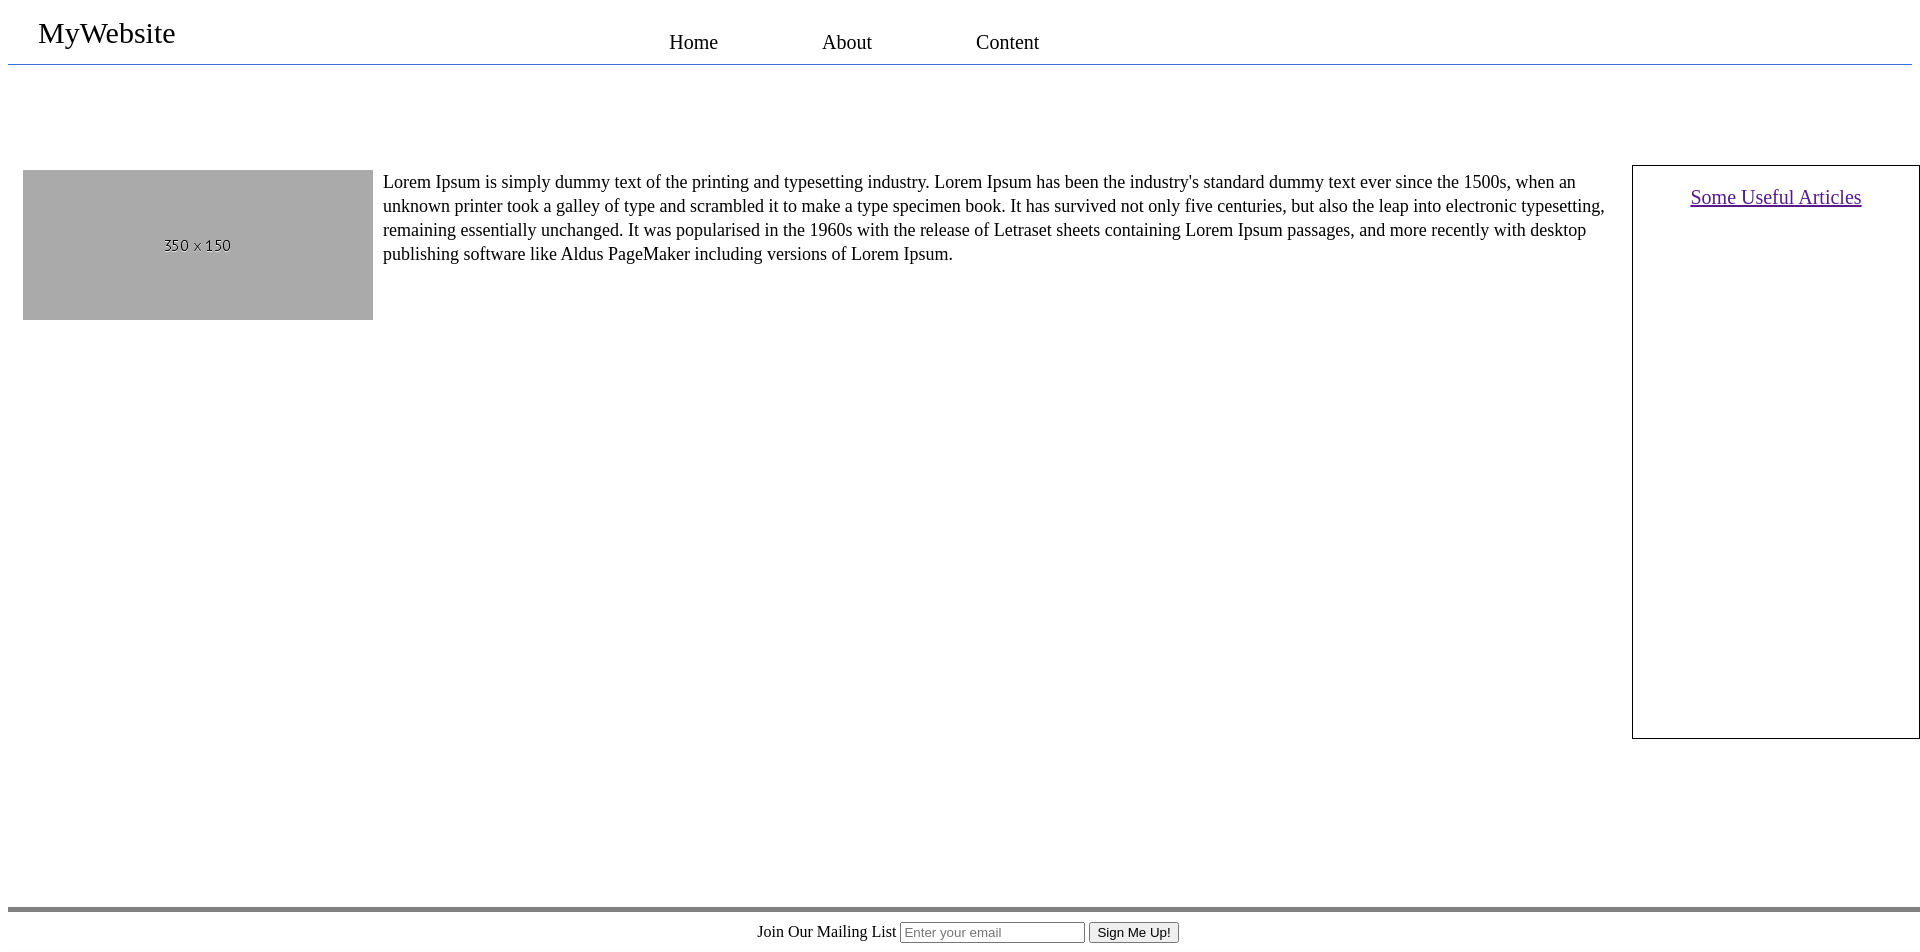 MyWebsite
Home About Content
350 x 150
Lorem Ipsum is simply dummy text of the printing and typesetting industry. Lorem Ipsum has been the industry's standard dummy text ever since the 1500s, when an
unknown printer took a galley of type and scrambled it to make a type specimen book. It has survived not only five centuries, but also the leap into electronic typesetting,
remaining essentially unchanged. It was popularised in the 1960s with the release of Letraset sheets containing Lorem Ipsum passages, and more recently with desktop
publishing software like Aldus PageMaker including versions of Lorem Ipsum.
Some Useful Articles
Join Our Mailing List Enter your email Sign Me Up!